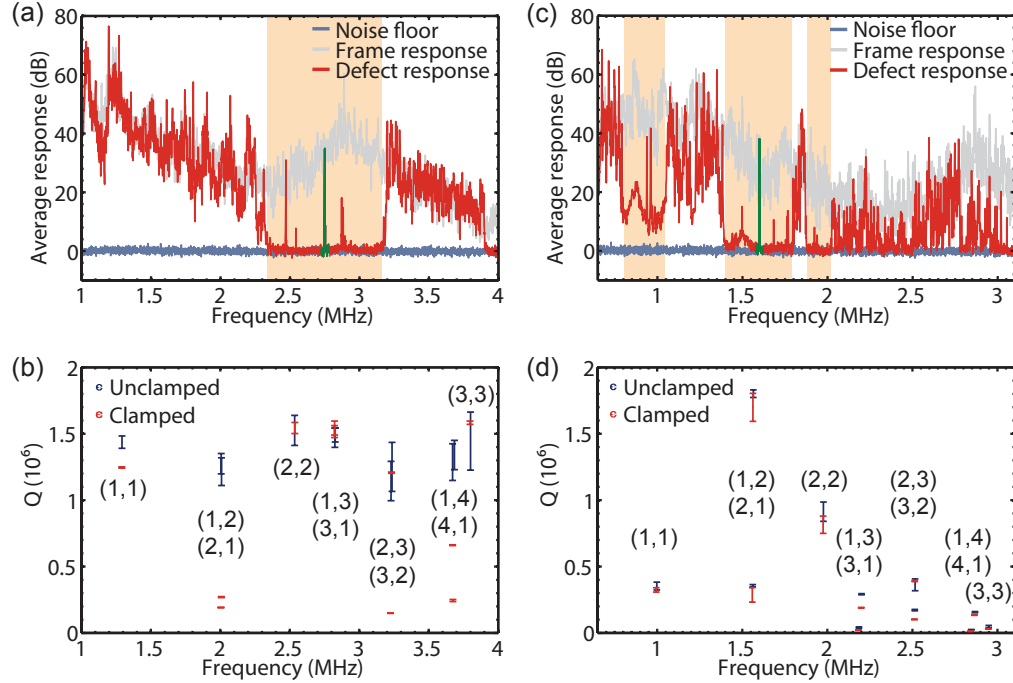 (a)
Noise floor
Frame response
Defect response
80
60
40
20
0
-10
Average response (dB)
1 1.5 2 2.5 3 3.5 4
Frequency (MHz)
(c)
Noise floor
Frame response
Defect response
80
60
40
20
0
-10
Average response (dB)
1 1.5 2 2.5 3
Frequency (MHz)
(b)
Unclamped
Clamped
2
1.5
1
0.5
0
Q (10⁶)
(1,1)
(1,2)
(2,1)
(2,2)
(1,3)
(3,1)
(2,3)
(3,2)
(1,4)
(4,1)
(3,3)
1 1.5 2 2.5 3 3.5 4
Frequency (MHz)
(d)
Unclamped
Clamped
2
1.5
1
0.5
0
Q (10⁶)
(1,1)
(1,2)
(2,1)
(2,2)
(1,3)
(3,1)
(2,3)
(3,2)
(1,4)
(4,1)
(3,3)
1 1.5 2 2.5 3
Frequency (MHz)